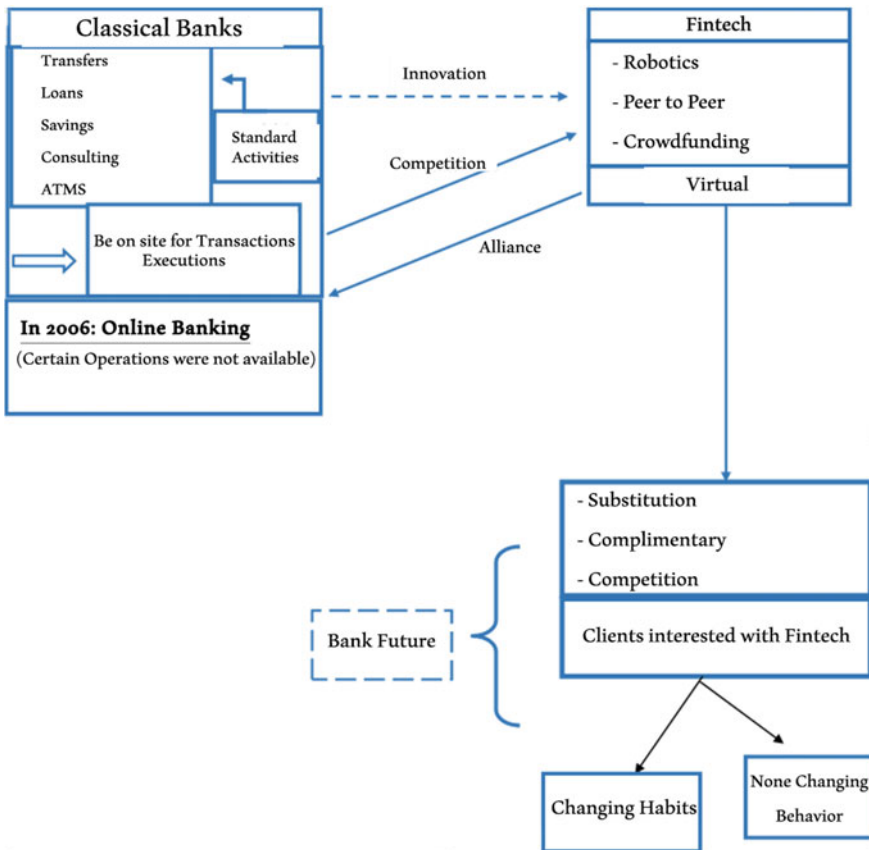 Classical Banks
Transfers
Loans
Savings
Consulting
ATMS
Standard
Activities
Be on site for Transactions
Executions
In 2006: Online Banking
(Certain Operations were not available)
Innovation
Competition
Alliance
Fintech
- Robotics
- Peer to Peer
- Crowdfunding
Virtual
- Substitution
- Complimentary
- Competition
Clients interested with Fintech
Bank Future
Changing Habits
None Changing
Behavior